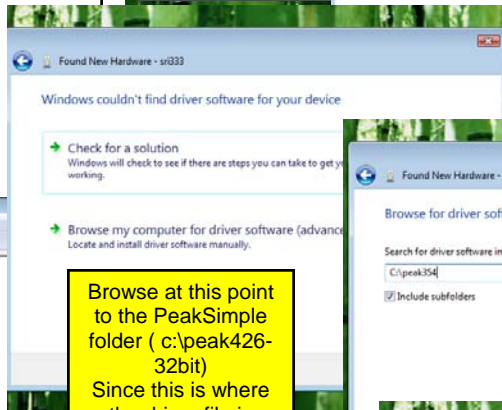 Found New Hardware - sri333
Windows couldn't find driver software for your device
Check for a solution
Windows will check to see if there are steps you can take to get
working.
Browse my computer for driver software (advance
Locate and install driver software manually.
Browse at this point
to the PeakSimple
folder ( c:\peak426-
32bit)
Since this is where
Found New Hardware -
Browse for driver sof
Search for driver software in
C:\peak354
Include subfolders